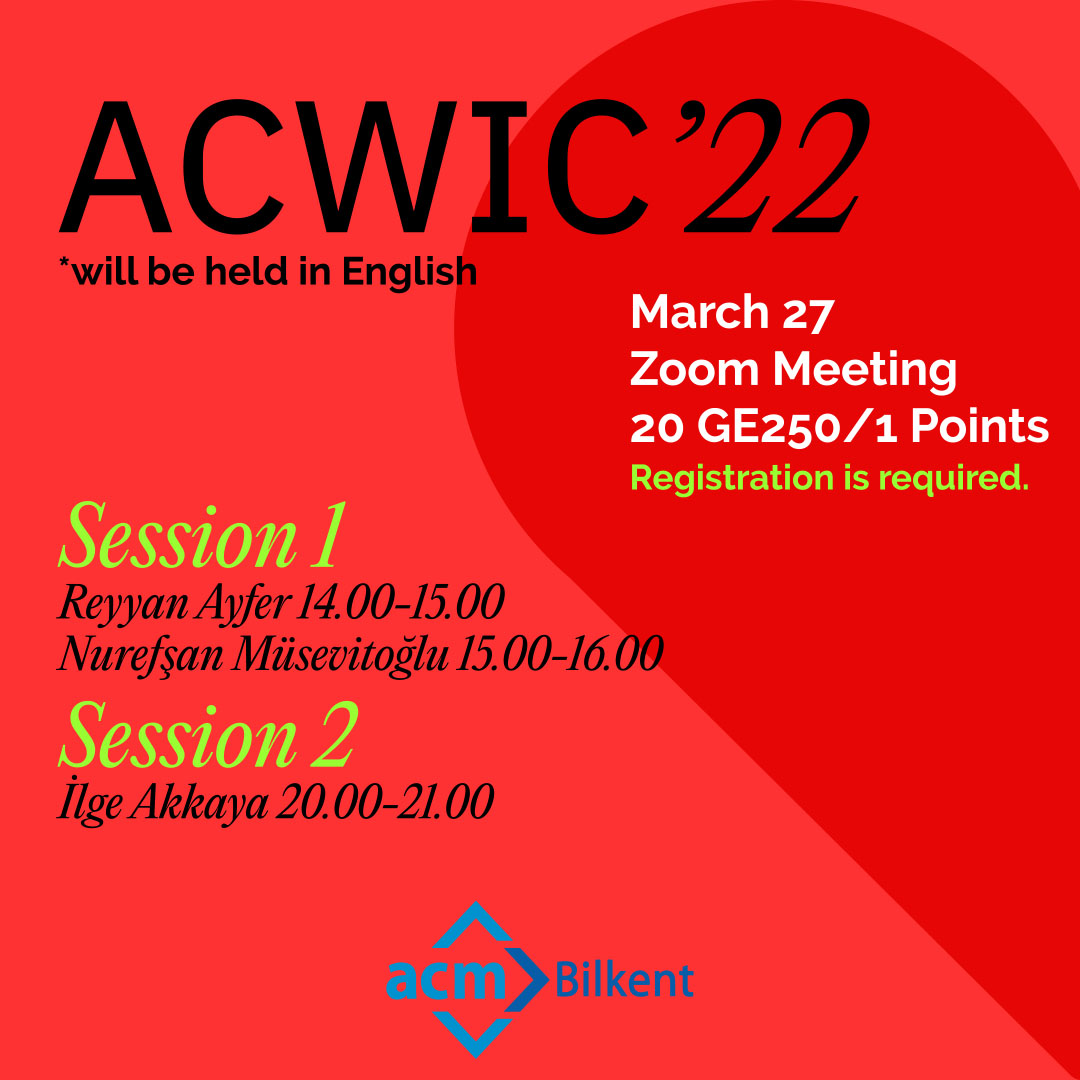 ACWIC '22
*will be held in English
March 27
Zoom Meeting
20 GE250/1 Points
Registration is required.
Session 1
Reyyan Ayfer 14.00-15.00
Nurefşan Müsevitoğlu 15.00-16.00
Session 2
İlge Akkaya 20.00-21.00
acm Bilkent